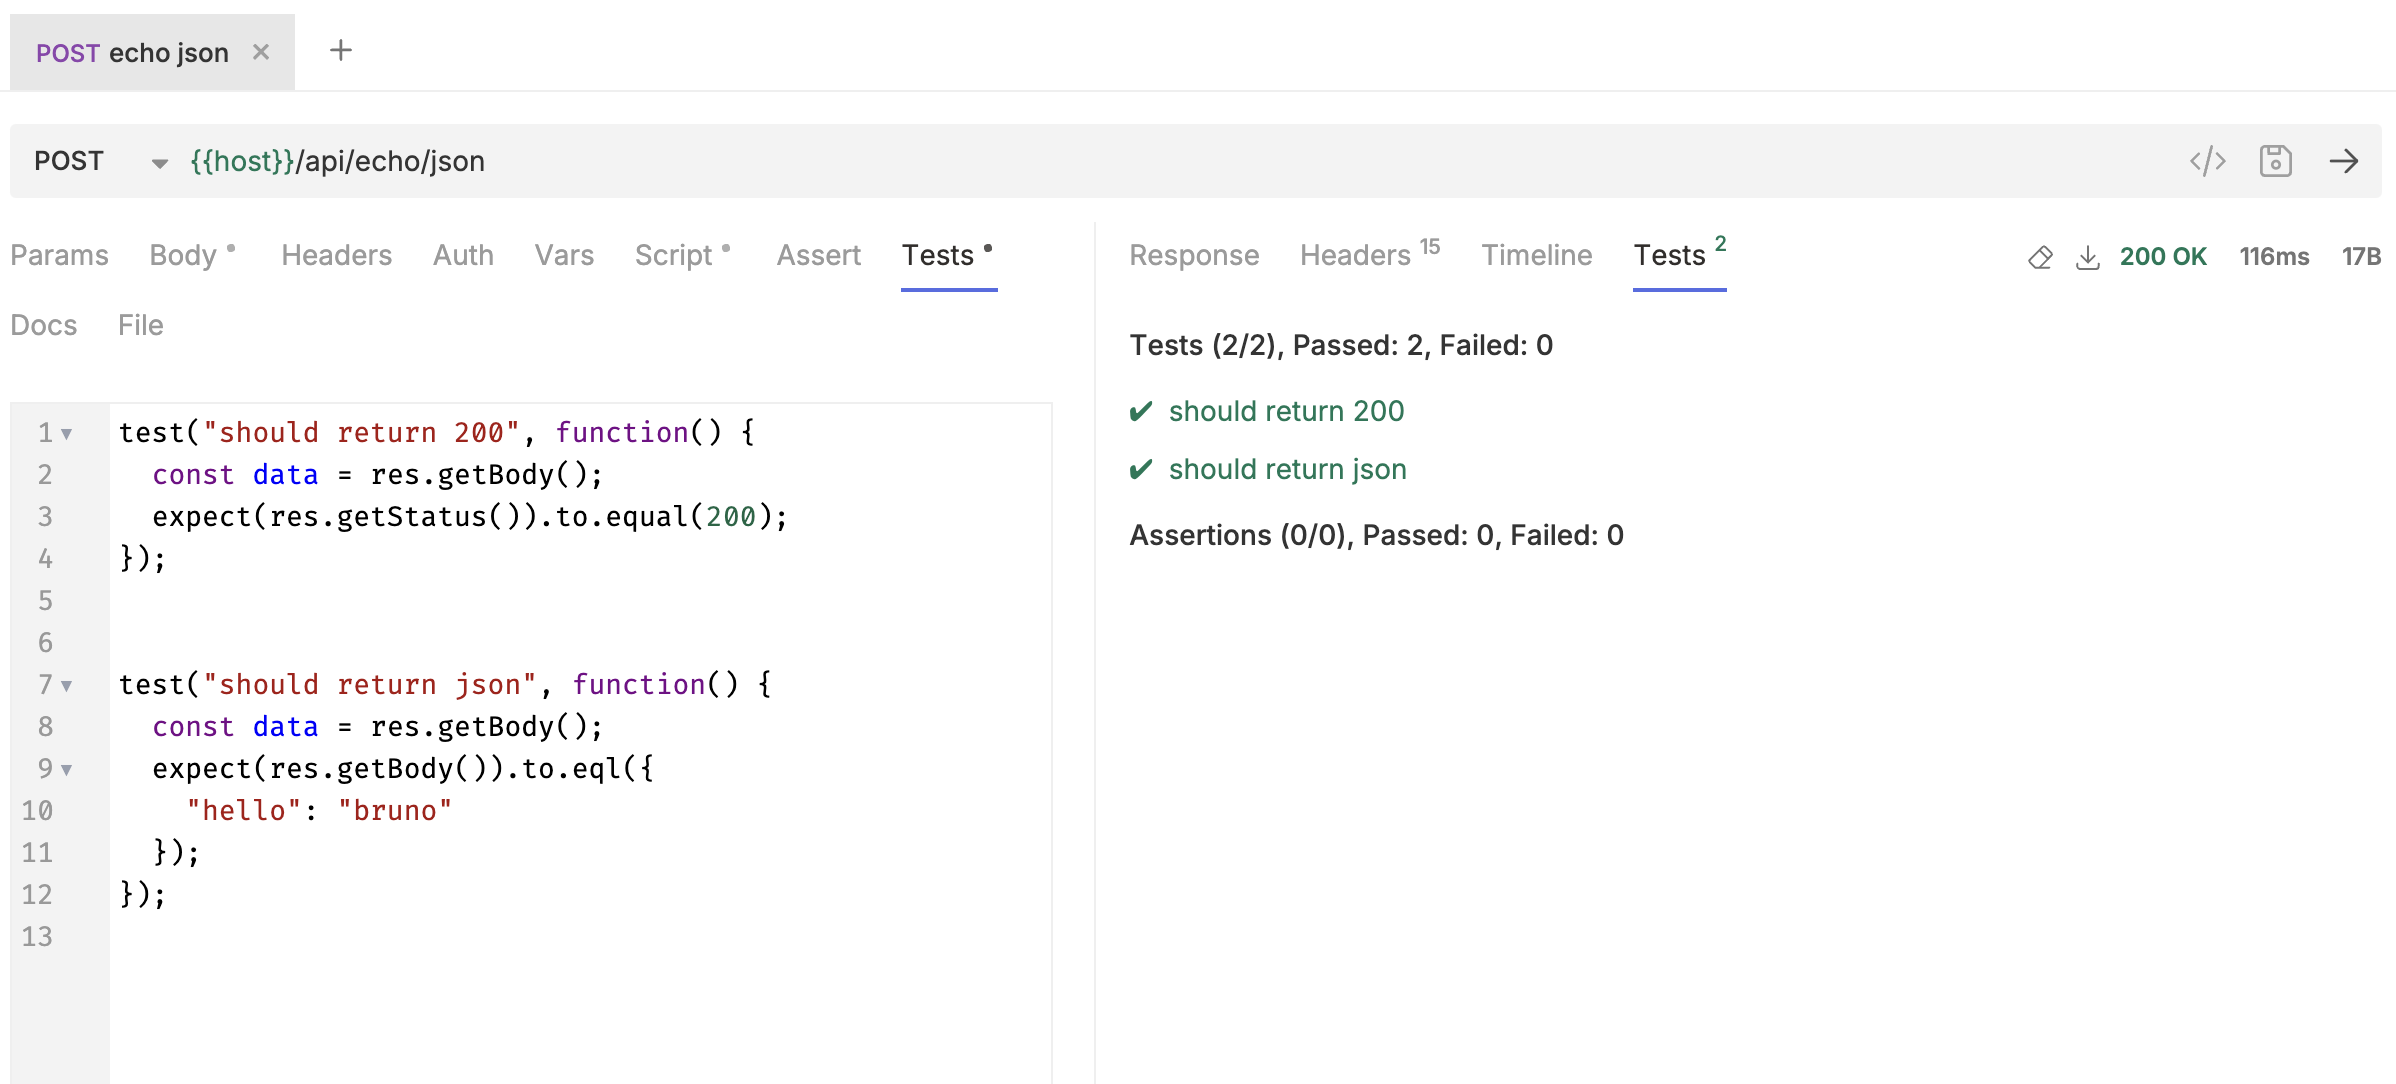 POST echo json
POST {{host}}/api/echo/json
Params Body Headers Auth Vars Script Assert Tests
Docs File
1 test("should return 200", function() {
2 const data = res.getBody();
3 expect(res.getStatus()).to.equal(200);
4 });
5
6
7 test("should return json", function() {
8 const data = res.getBody();
9 expect(res.getBody()).to.eql({
10 "hello": "bruno"
11 });
12 });
13
Response Headers 15 Timeline Tests 2 200 OK 116ms 17B
Tests (2/2), Passed: 2, Failed: 0
✔ should return 200
✔ should return json
Assertions (0/0), Passed: 0, Failed: 0